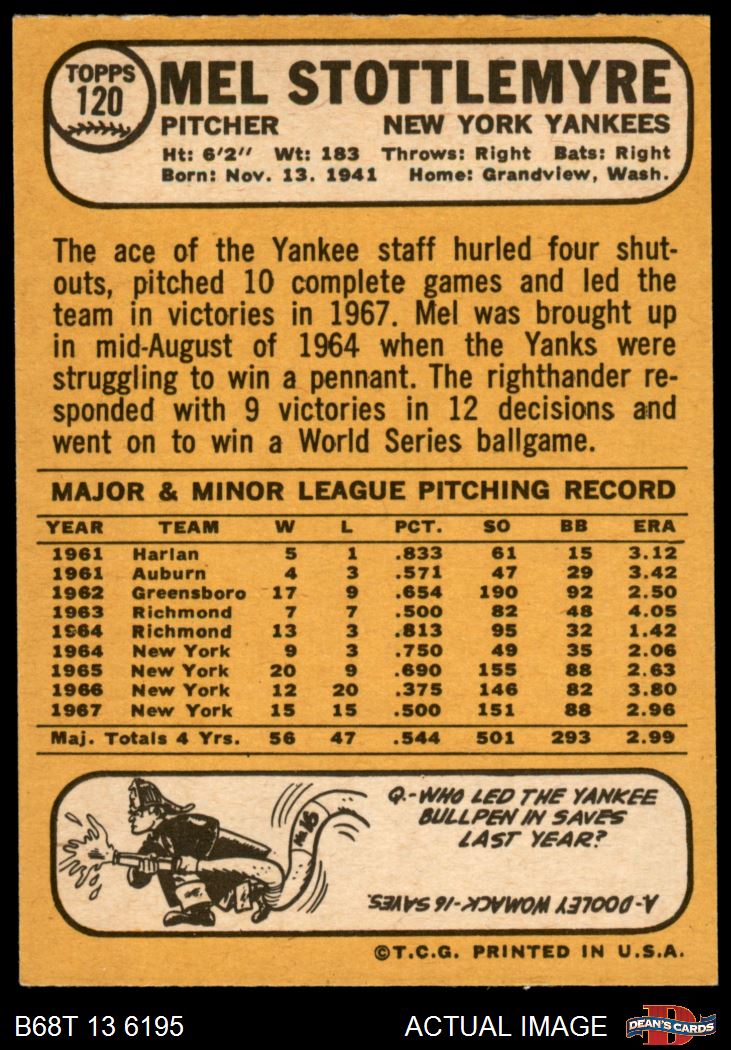 TOPPS
120
MEL STOTTLEMYRE
PITCHER NEW YORK YANKEES
Ht: 6'2" Wt: 183 Throws: Right Bats: Right
Born: Nov. 13. 1941 Home: Grandview, Wash.
The ace of the Yankee staff hurled four shut-
outs, pitched 10 complete games and led the
team in victories in 1967. Mel was brought up
in mid-August of 1964 when the Yanks were
struggling to win a pennant. The righthander re-
sponded with 9 victories in 12 decisions and
went on to win a World Series ballgame.
MAJOR & MINOR LEAGUE PITCHING RECORD
YEAR TEAM W L PCT. SO BB ERA
1961 Harlan 5 1 .833 61 15 3.12
1961 Auburn 4 3 .571 47 29 3.42
1962 Greensboro 17 9 .654 190 92 2.50
1963 Richmond 7 7 .500 82 48 4.05
1964 Richmond 13 3 .813 95 32 1.42
1964 New York 9 3 .750 49 35 2.06
1965 New York 20 9 .690 155 88 2.63
1966 New York 12 20 .375 146 82 3.80
1967 New York 15 15 .500 151 88 2.96
Maj. Totals 4 Yrs. 56 47 .544 501 293 2.99
No. 16
Q.-WHO LED THE YANKEE
BULLPEN IN SAVES
LAST YEAR?
A-DOOLEY WOMACK-16 SAVES.
©T.C.G. PRINTED IN U.S.A.
B68T 13 6195 ACTUAL IMAGE DEAN'S CARDS